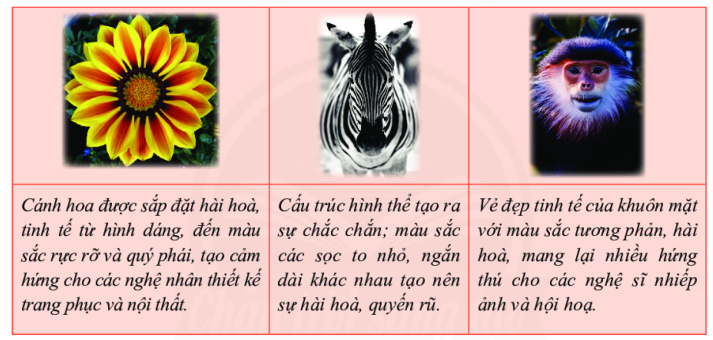 Cánh hoa được sắp đặt hài hoà,
tinh tế từ hình dáng, đến màu
sắc rực rỡ và quý phái, tạo cảm
hứng cho các nghệ nhân thiết kế
trang phục và nội thất.
Cấu trúc hình thể tạo ra
sự chắc chắn; màu sắc
các sọc to nhỏ, ngắn
dài khác nhau tạo nên
sự hài hoà, quyến rũ.
Vẻ đẹp tinh tế của khuôn mặt
với màu sắc tương phản, hài
hoà, mang lại nhiều hứng
thú cho các nghệ sĩ nhiếp
ảnh và hội hoạ.